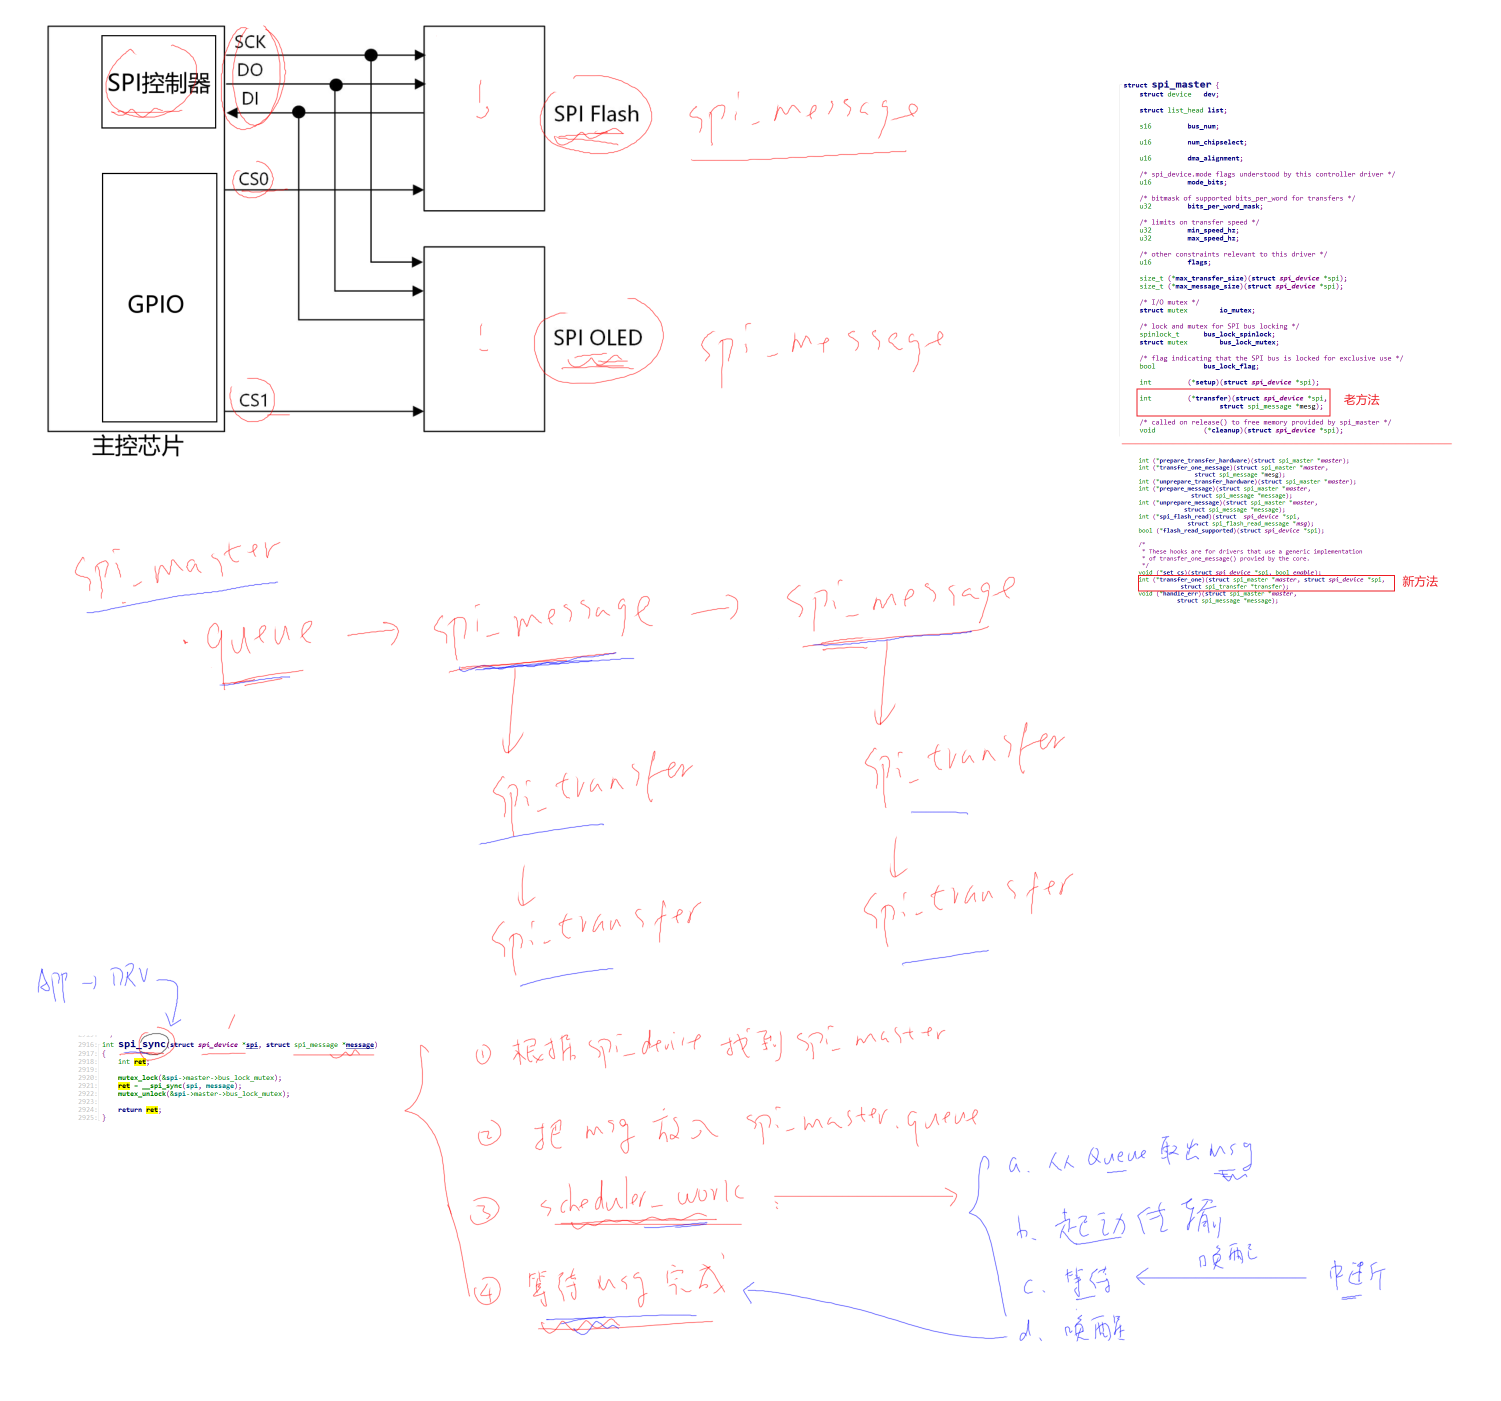 SPI控制器
SCK
DO
DI
CS0
SPI Flash
spi_message
GPIO
SPI OLED
spi_message
CS1
主控芯片
struct spi_master {
struct device dev;
struct list_head list;
s16 bus_num;
u16 num_chipselect;
u16 dma_alignment;
/* spi_device.mode flags understood by this controller driver */
u16 mode_bits;
/* bitmask of supported bits_per_word for transfers */
u32 bits_per_word_mask;
/* limits on transfer speed */
u32 min_speed_hz;
u32 max_speed_hz;
/* other constraints relevant to this driver */
u16 flags;
size_t (*max_transfer_size)(struct spi_device *spi);
size_t (*max_message_size)(struct spi_device *spi);
/* I/O mutex */
struct mutex io_mutex;
/* lock and mutex for SPI bus locking */
spinlock_t bus_lock_spinlock;
struct mutex bus_lock_mutex;
/* flag indicating that the SPI bus is locked for exclusive use */
bool bus_lock_flag;
int (*setup)(struct spi_device *spi);
int (*transfer)(struct spi_device *spi,
struct spi_message *mesg);
老方法
/* called on release() to free memory provided by spi_master */
void (*cleanup)(struct spi_device *spi);
int (*prepare_transfer_hardware)(struct spi_master *master);
int (*transfer_one_message)(struct spi_master *master,
struct spi_message *mesg);
int (*unprepare_transfer_hardware)(struct spi_master *master);
int (*prepare_message)(struct spi_master *master,
struct spi_message *message);
int (*unprepare_message)(struct spi_master *master,
struct spi_message *message);
int (*spi_flash_read)(struct spi_device *spi,
struct spi_flash_read_message *msg);
bool (*flash_read_supported)(struct spi_device *spi);
/*
* These hooks are for drivers that use a generic implementation
* of transfer_one_message() provied by the core.
*/
void (*set_cs)(struct spi_device *spi, bool enable);
int (*transfer_one)(struct spi_master *master, struct spi_device *spi,
struct spi_transfer *transfer);
新方法
void (*handle_err)(struct spi_master *master,
struct spi_message *message);
spi_master
queue
spi_message
spi_message
spi_transfer
spi_transfer
spi_transfer
spi_transfer
APP → DRV
2916: int spi_sync(struct spi_device *spi, struct spi_message *message)
2917: {
2918: int ret;
2919:
2920: mutex_lock(&spi->master->bus_lock_mutex);
2921: ret = __spi_sync(spi, message);
2922: mutex_unlock(&spi->master->bus_lock_mutex);
2923:
2924: return ret;
2925: }
① 根据 spi_device 找到 spi_master
② 把 msg 放入 spi_master.queue
③ scheduler_work
④ 等待 msg 完成
a. 从 Queue 取出 msg
b. 起动传输
c. 等待
唤醒
中断
d. 唤醒